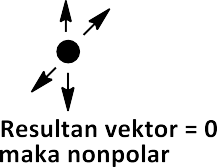 Resultan vektor = 0
maka nonpolar